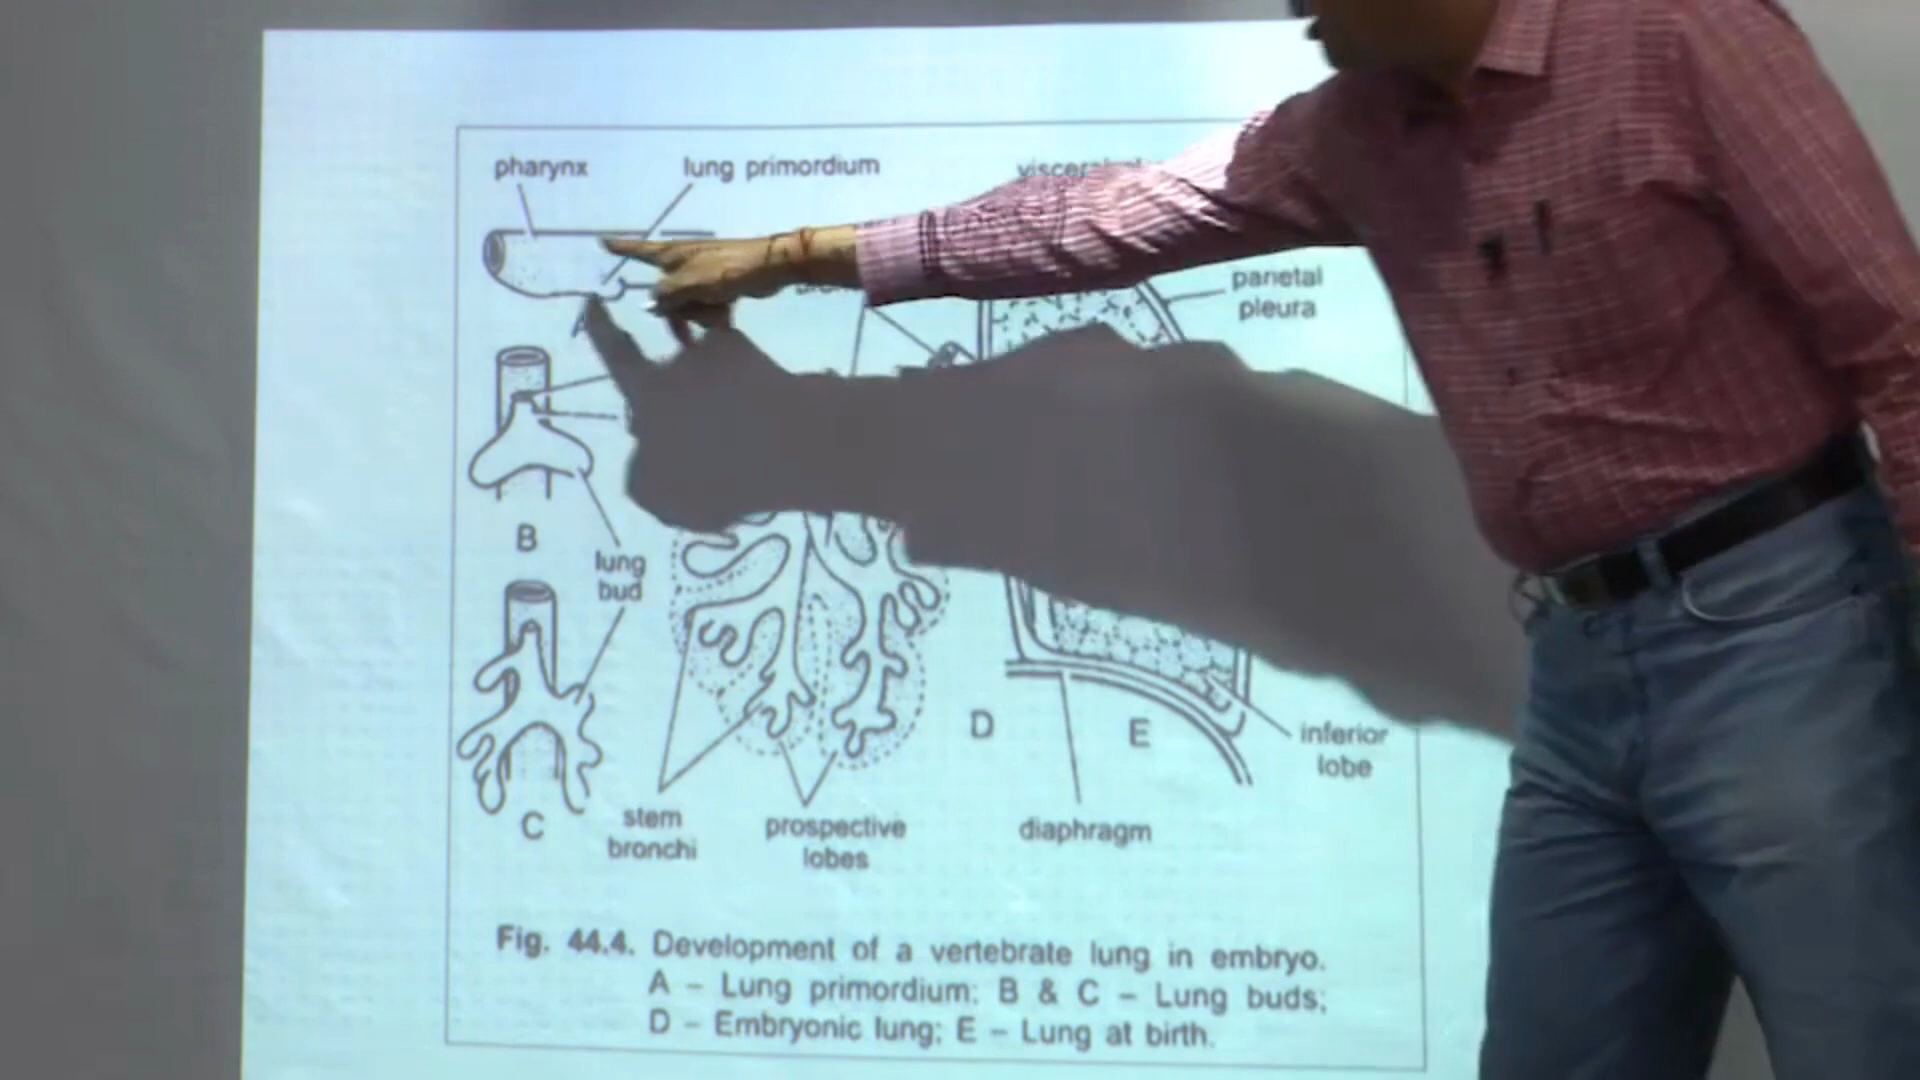 pharynx
lung primordium
parietal
pleura
A
B
lung
bud
C
D
E
inferior
lobe
stem
bronchi
prospective
lobes
diaphragm
Fig. 44.4. Development of a vertebrate lung in embryo.
A – Lung primordium; B & C – Lung buds;
D – Embryonic lung; E – Lung at birth.